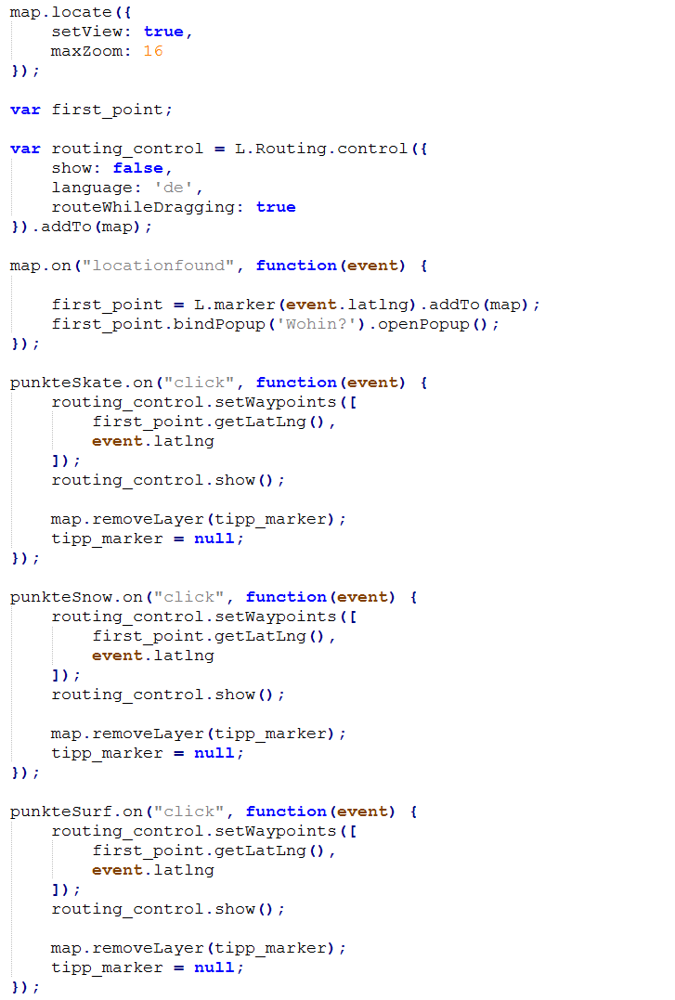 map.locate({
    setView: true,
    maxZoom: 16
});

var first_point;

var routing_control = L.Routing.control({
    show: false,
    language: 'de',
    routeWhileDragging: true
}).addTo(map);

map.on("locationfound", function(event) {

    first_point = L.marker(event.latlng).addTo(map);
    first_point.bindPopup('Wohin?').openPopup();
});

punkteSkate.on("click", function(event) {
    routing_control.setWaypoints([
        first_point.getLatLng(),
        event.latlng
    ]);
    routing_control.show();

    map.removeLayer(tipp_marker);
    tipp_marker = null;
});

punkteSnow.on("click", function(event) {
    routing_control.setWaypoints([
        first_point.getLatLng(),
        event.latlng
    ]);
    routing_control.show();

    map.removeLayer(tipp_marker);
    tipp_marker = null;
});

punkteSurf.on("click", function(event) {
    routing_control.setWaypoints([
        first_point.getLatLng(),
        event.latlng
    ]);
    routing_control.show();

    map.removeLayer(tipp_marker);
    tipp_marker = null;
});